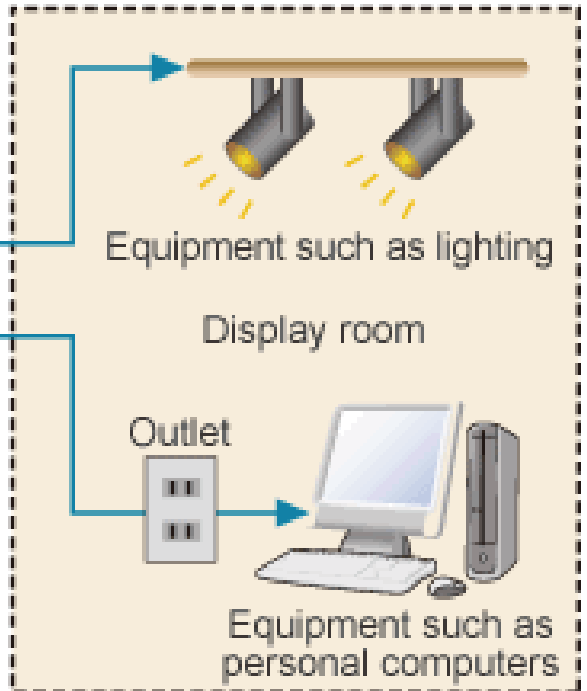 Equipment such as lighting
Display room
Outlet
Equipment such as
personal computers